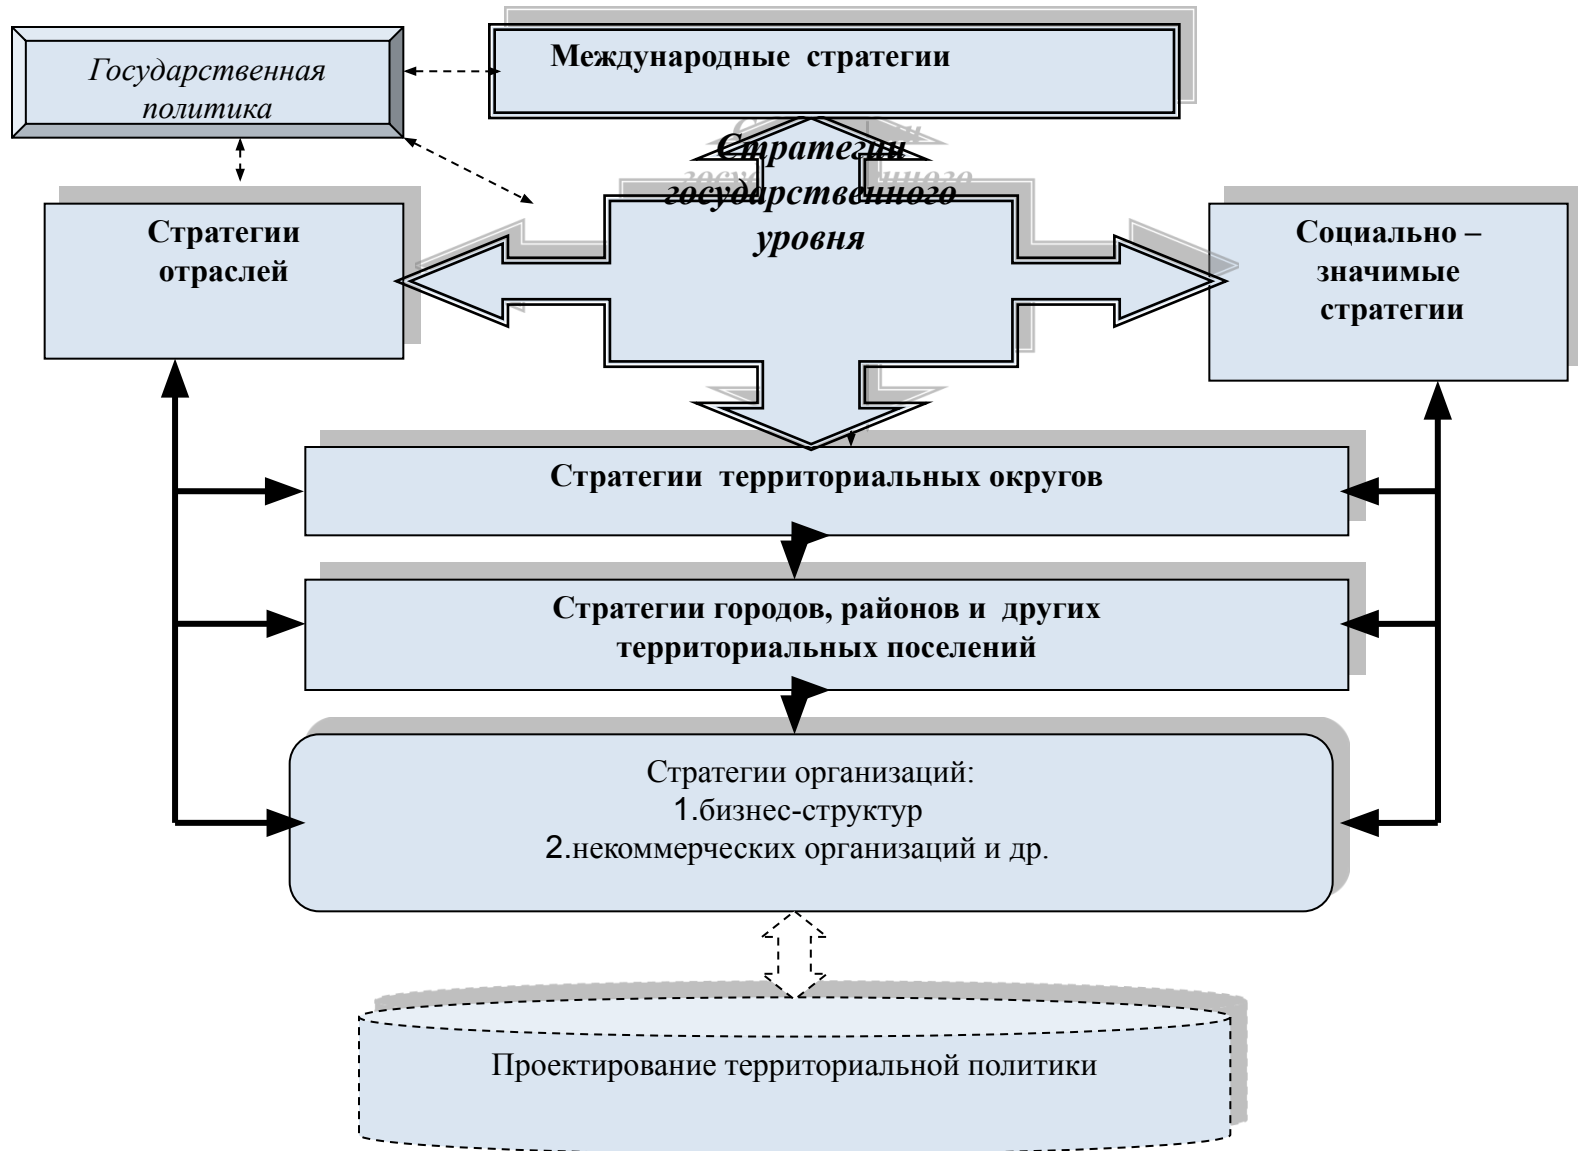 Международные  стратегии
Государственная
политика
Стратегии
государственного
уровня
Стратегии
отраслей
Социально –
значимые
стратегии
Стратегии  территориальных округов
Стратегии городов, районов и  других
территориальных поселений
Стратегии организаций:
1.бизнес-структур
2.некоммерческих организаций и др.
Проектирование территориальной политики